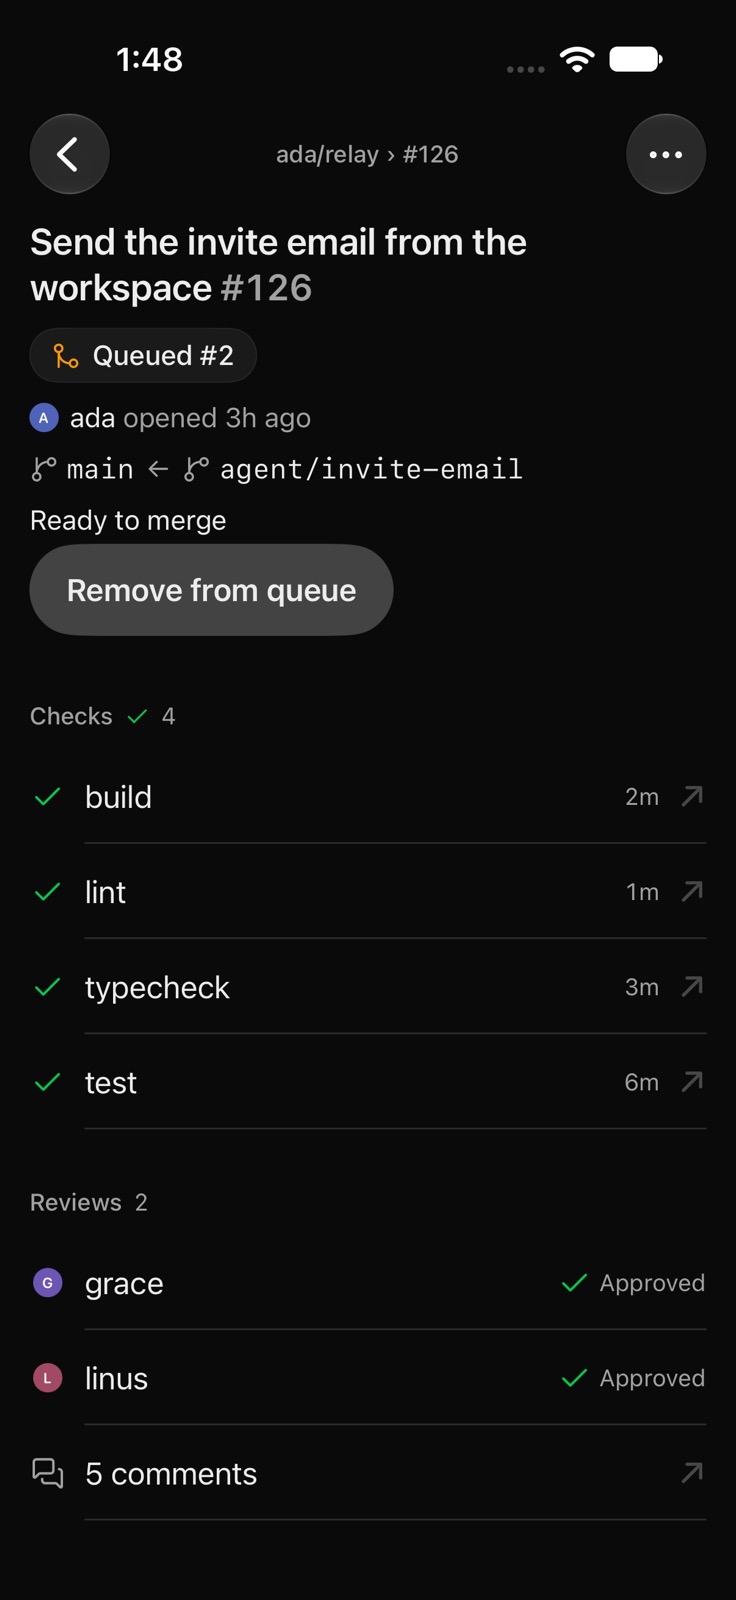 1:48
ada/relay › #126
Send the invite email from the
workspace #126
Queued #2
A ada opened 3h ago
main ← agent/invite-email
Ready to merge
Remove from queue
Checks 4
build 2m
lint 1m
typecheck 3m
test 6m
Reviews 2
G grace Approved
L linus Approved
5 comments